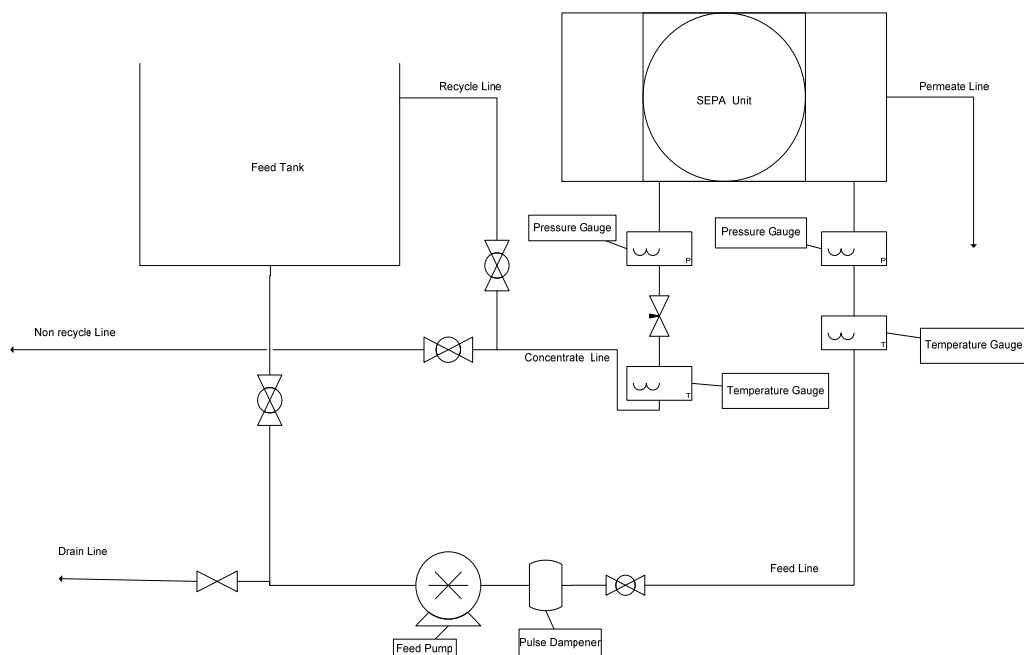 Recycle Line
SEPA  Unit
Permeate Line
Feed Tank
Pressure Gauge
Pressure Gauge
P
P
Non recycle Line
Concentrate  Line
T
Temperature Gauge
T
Temperature Gauge
Drain Line
Feed Line
Feed Pump
Pulse Dampener